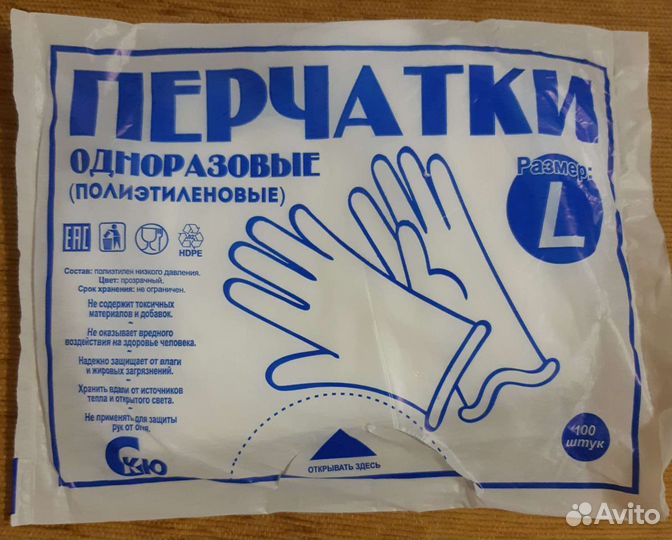 ПЕРЧАТКИ
ОДНОРАЗОВЫЕ
(ПОЛИЭТИЛЕНОВЫЕ)
Размер:
L
EAC
HDPE
Состав: полиэтилен низкого давления.
Цвет: прозрачный.
Срок хранения: не ограничен.
Не содержит токсичных
материалов и добавок.
~
Не оказывает вредного
воздействия на здоровье человека.
~
Надежно защищает от влаги
и жировых загрязнений.
~
Хранить вдали от источников
тепла и открытого света.
~
Не применять для защиты
рук от огня.
СКЮ
ОТКРЫВАТЬ ЗДЕСЬ
100
штук
Avito